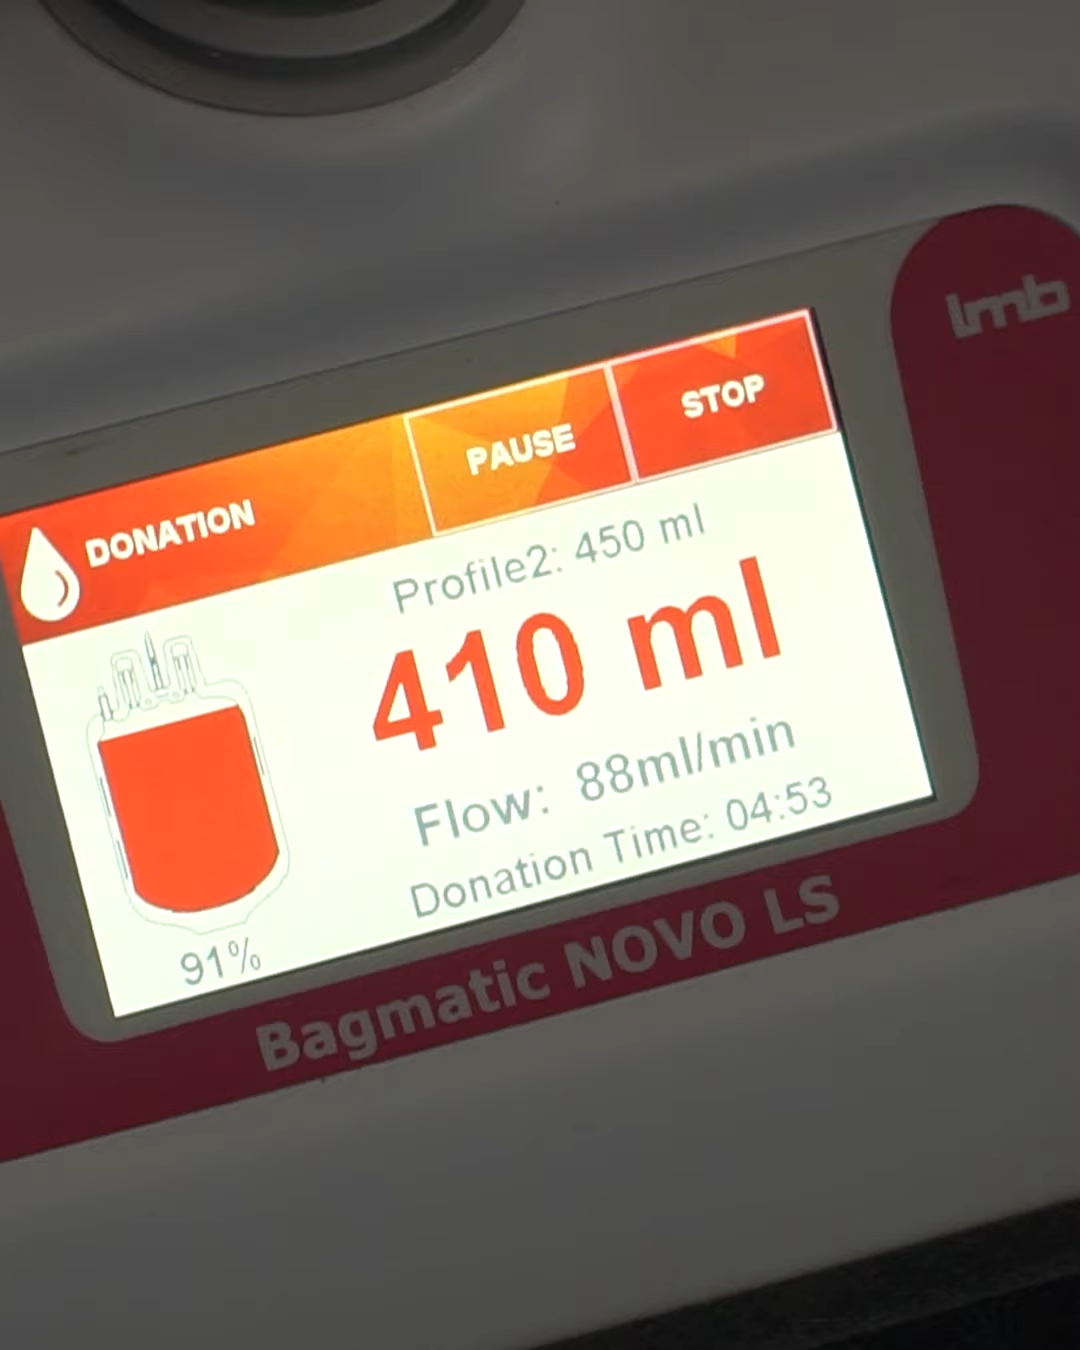 lmb
DONATION
PAUSE
STOP
Profile2: 450 ml
410 ml
Flow: 88ml/min
Donation Time: 04:53
91%
Bagmatic NOVO LS